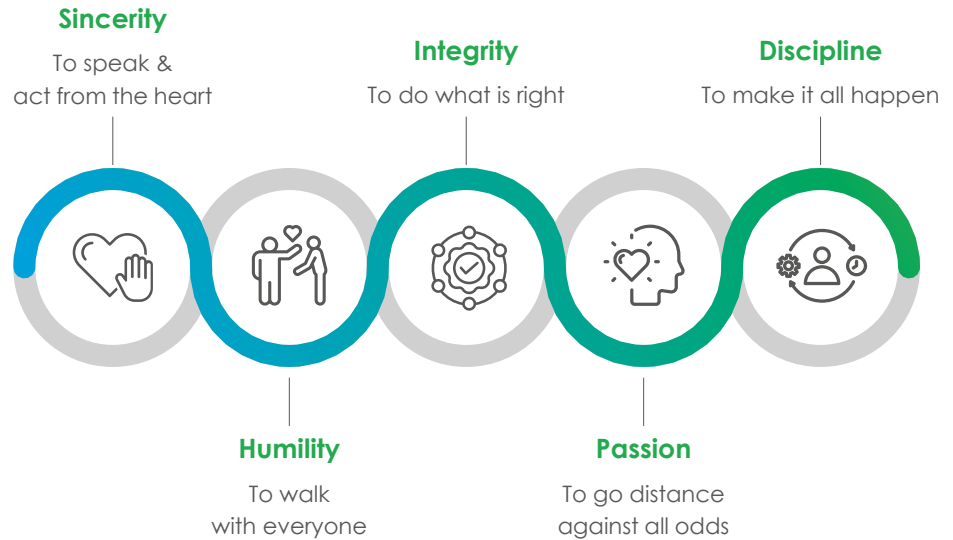 Sincerity
To speak &
act from the heart
Humility
To walk
with everyone
Integrity
To do what is right
Passion
To go distance
against all odds
Discipline
To make it all happen